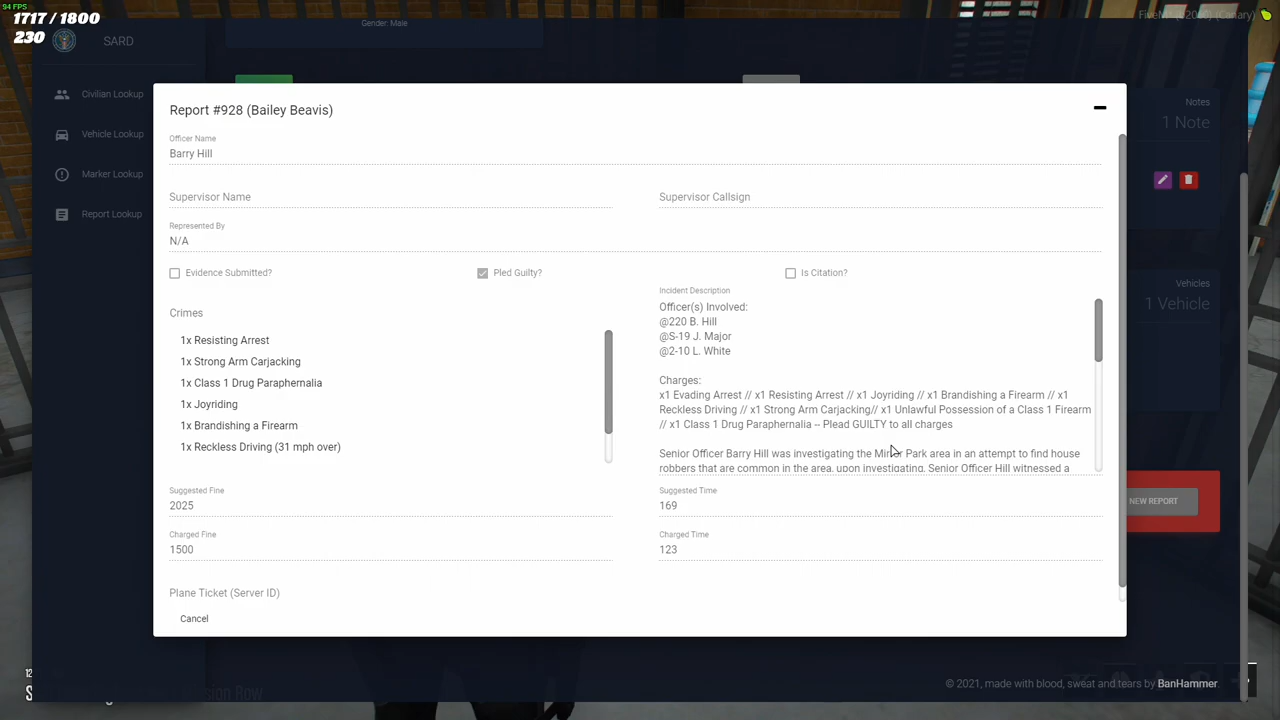 94 FPS
1717 / 1800
230
SARD
Gender: Male
Civilian Lookup
Vehicle Lookup
Marker Lookup
Report Lookup
Notes
1 Note
Vehicles
1 Vehicle
NEW REPORT
Report #928 (Bailey Beavis)
Officer Name
Barry Hill
Supervisor Name
Supervisor Callsign
Represented By
N/A
Evidence Submitted?
Pled Guilty?
Is Citation?
Crimes
1x Resisting Arrest
1x Strong Arm Carjacking
1x Class 1 Drug Paraphernalia
1x Joyriding
1x Brandishing a Firearm
1x Reckless Driving (31 mph over)
Incident Description
Officer(s) Involved:
@220 B. Hill
@S-19 J. Major
@2-10 L. White
Charges:
x1 Evading Arrest // x1 Resisting Arrest // x1 Joyriding // x1 Brandishing a Firearm // x1
Reckless Driving // x1 Strong Arm Carjacking// x1 Unlawful Possession of a Class 1 Firearm
// x1 Class 1 Drug Paraphernalia -- Plead GUILTY to all charges
Senior Officer Barry Hill was investigating the Mirror Park area in an attempt to find house
robbers that are common in the area, upon investigating, Senior Officer Hill witnessed a
Suggested Fine
2025
Suggested Time
169
Charged Fine
1500
Charged Time
123
Plane Ticket (Server ID)
Cancel
© 2021, made with blood, sweat and tears by BanHammer.